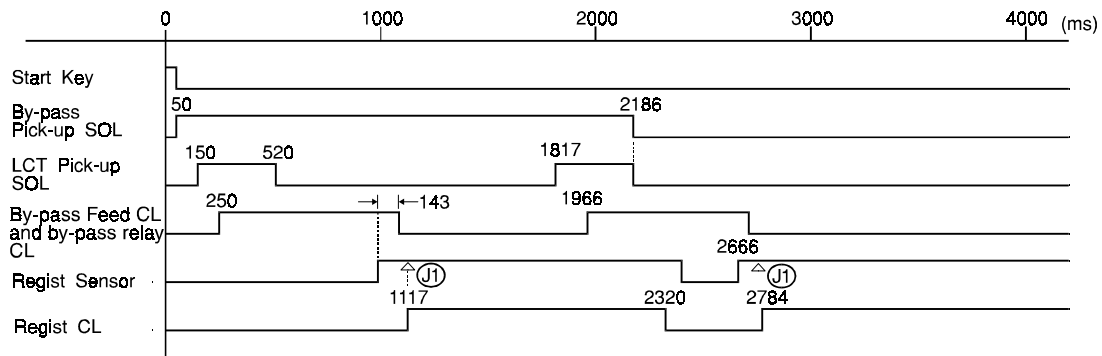 0 1000 2000 3000 4000 (ms)
Start Key
By-pass
Pick-up SOL
50 2186
LCT Pick-up
SOL
150 520 1817
By-pass Feed CL
and by-pass relay
CL
250 143 1966
Regist Sensor
2666
J1 J1
Regist CL
1117 2320 2784